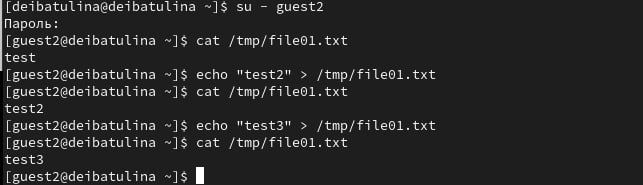 [deibatulina@deibatulina ~]$ su - guest2
Пароль:
[guest2@deibatulina ~]$ cat /tmp/file01.txt
test
[guest2@deibatulina ~]$ echo "test2" > /tmp/file01.txt
[guest2@deibatulina ~]$ cat /tmp/file01.txt
test2
[guest2@deibatulina ~]$ echo "test3" > /tmp/file01.txt
[guest2@deibatulina ~]$ cat /tmp/file01.txt
test3
[guest2@deibatulina ~]$